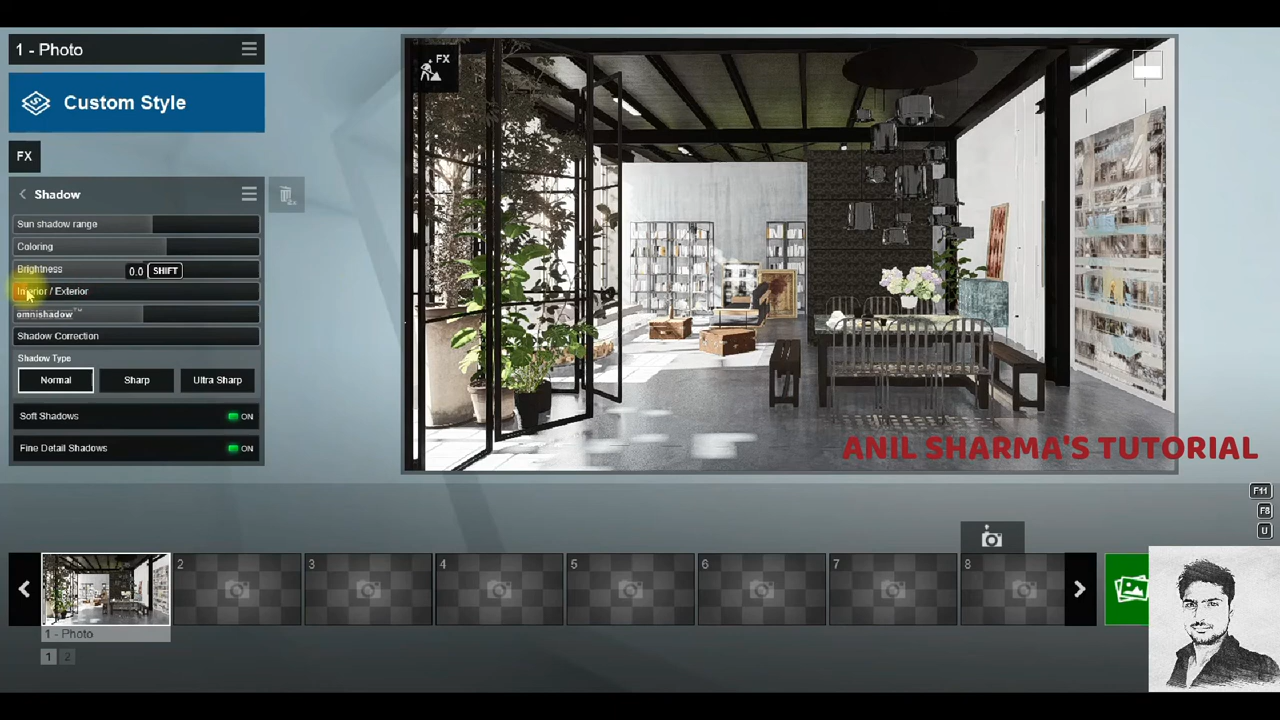 1 - Photo
Custom Style
FX
Shadow
Sun shadow range
Coloring
Brightness
0.0 SHIFT
Interior / Exterior
omnishadow™
Shadow Correction
Shadow Type
Normal
Sharp
Ultra Sharp
Soft Shadows
ON
Fine Detail Shadows
ON
FX
ANIL SHARMA'S TUTORIAL
F11
F8
U
2
3
4
5
6
7
8
1 - Photo
1
2